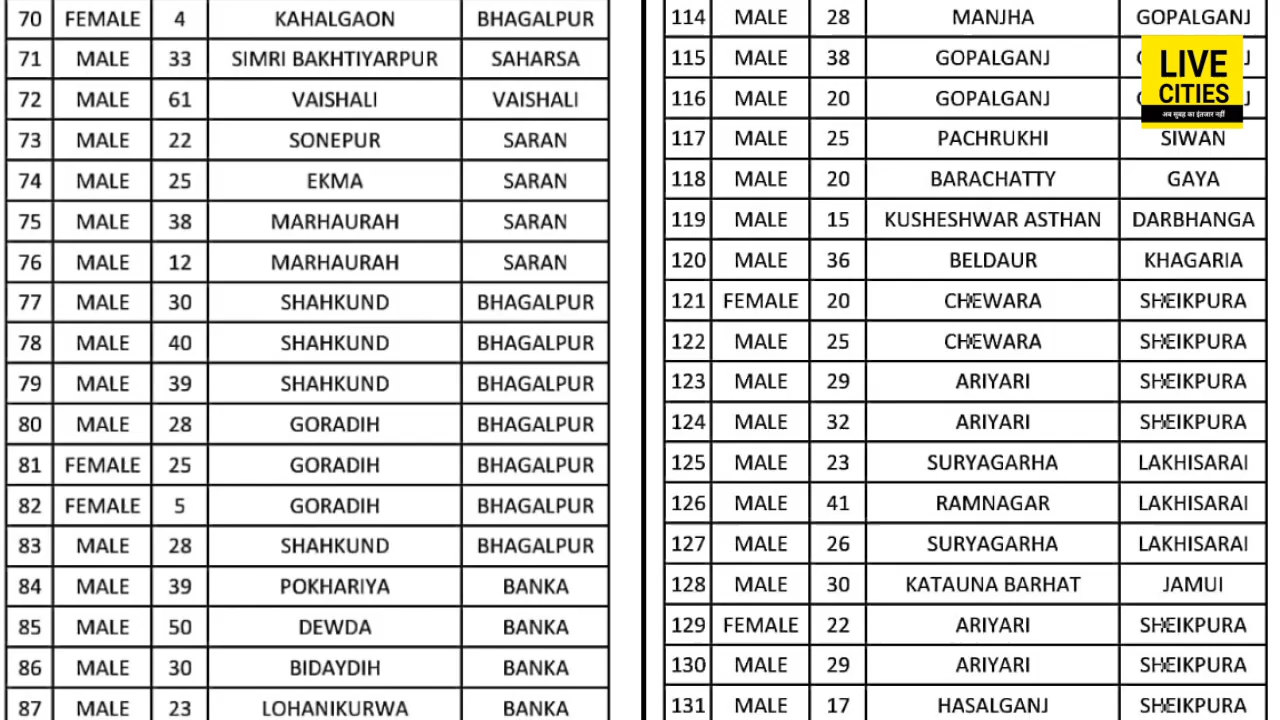 70 FEMALE 4 KAHALGAON BHAGALPUR
71 MALE 33 SIMRI BAKHTIYARPUR SAHARSA
72 MALE 61 VAISHALI VAISHALI
73 MALE 22 SONEPUR SARAN
74 MALE 25 EKMA SARAN
75 MALE 38 MARHAURAH SARAN
76 MALE 12 MARHAURAH SARAN
77 MALE 30 SHAHKUND BHAGALPUR
78 MALE 40 SHAHKUND BHAGALPUR
79 MALE 39 SHAHKUND BHAGALPUR
80 MALE 28 GORADIH BHAGALPUR
81 FEMALE 25 GORADIH BHAGALPUR
82 FEMALE 5 GORADIH BHAGALPUR
83 MALE 28 SHAHKUND BHAGALPUR
84 MALE 39 POKHARIYA BANKA
85 MALE 50 DEWDA BANKA
86 MALE 30 BIDAYDIH BANKA
87 MALE 23 LOHANIKURWA BANKA
114 MALE 28 MANJHA GOPALGANJ
115 MALE 38 GOPALGANJ
116 MALE 20 GOPALGANJ
117 MALE 25 PACHRUKHI SIWAN
118 MALE 20 BARACHATTY GAYA
119 MALE 15 KUSHESHWAR ASTHAN DARBHANGA
120 MALE 36 BELDAUR KHAGARIA
121 FEMALE 20 CHEWARA SHEIKPURA
122 MALE 25 CHEWARA SHEIKPURA
123 MALE 29 ARIYARI SHEIKPURA
124 MALE 32 ARIYARI SHEIKPURA
125 MALE 23 SURYAGARHA LAKHISARAI
126 MALE 41 RAMNAGAR LAKHISARAI
127 MALE 26 SURYAGARHA LAKHISARAI
128 MALE 30 KATAUNA BARHAT JAMUI
129 FEMALE 22 ARIYARI SHEIKPURA
130 MALE 29 ARIYARI SHEIKPURA
131 MALE 17 HASALGANJ SHEIKPURA
LIVE
CITIES
अब सुबह का इंतजार नहीं